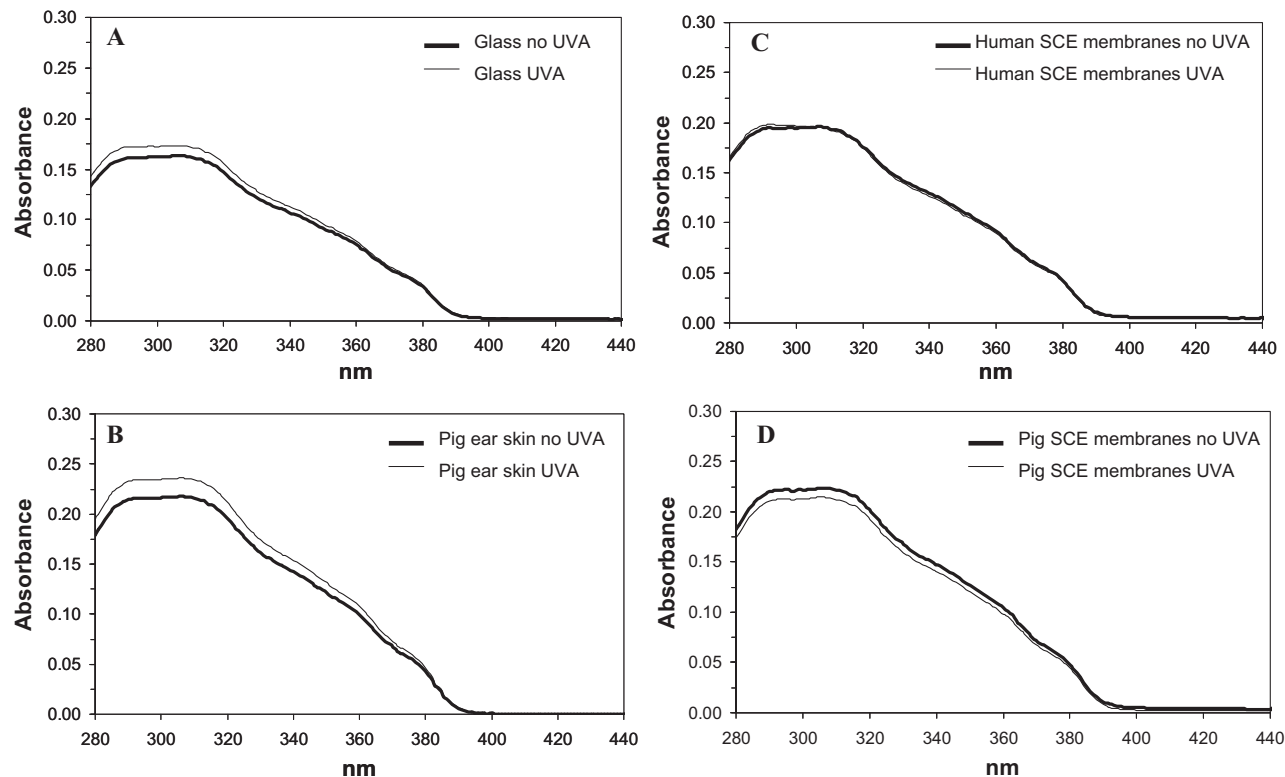 A
Glass no UVA
Glass UVA
0.30
0.25
0.20
0.15
0.10
0.05
0.00
Absorbance
280 300 320 340 360 380 400 420 440
nm
C
Human SCE membranes no UVA
Human SCE membranes UVA
0.30
0.25
0.20
0.15
0.10
0.05
0.00
Absorbance
280 300 320 340 360 380 400 420 440
nm
B
Pig ear skin no UVA
Pig ear skin UVA
0.30
0.25
0.20
0.15
0.10
0.05
0.00
Absorbance
280 300 320 340 360 380 400 420 440
nm
D
Pig SCE membranes no UVA
Pig SCE membranes UVA
0.30
0.25
0.20
0.15
0.10
0.05
0.00
Absorbance
280 300 320 340 360 380 400 420 440
nm